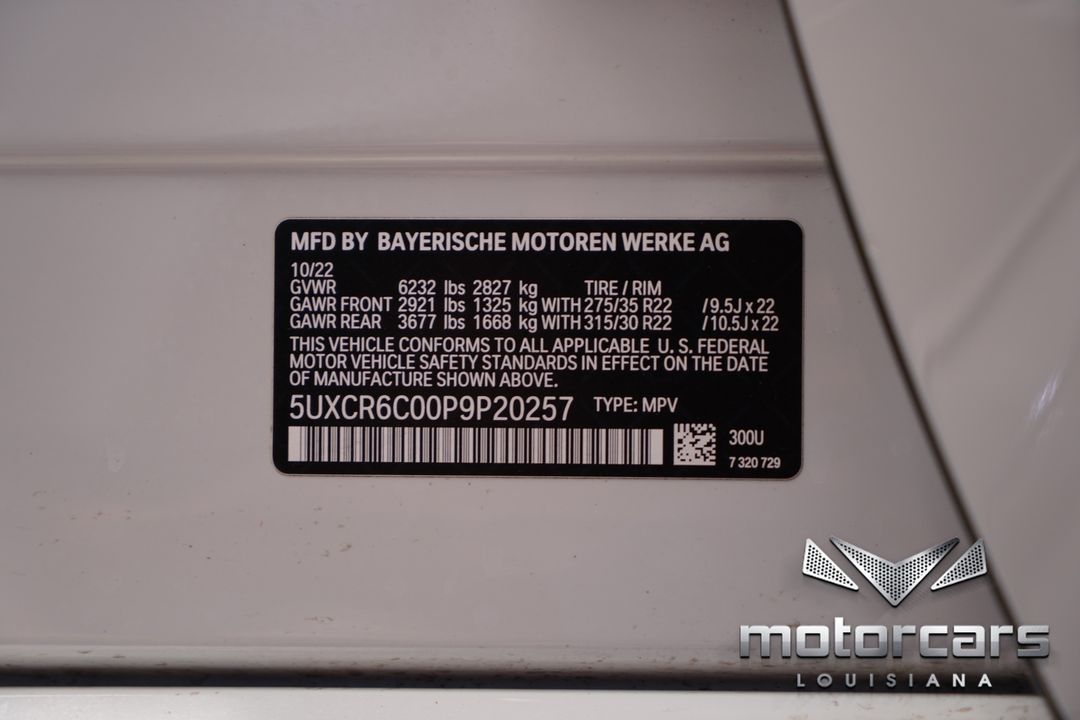 MFD BY BAYERISCHE MOTOREN WERKE AG
10/22
GVWR 6232 lbs 2827 kg TIRE / RIM
GAWR FRONT 2921 lbs 1325 kg WITH 275/35 R22 / 9.5J x 22
GAWR REAR 3677 lbs 1668 kg WITH 315/30 R22 / 10.5J x 22
THIS VEHICLE CONFORMS TO ALL APPLICABLE U. S. FEDERAL
MOTOR VEHICLE SAFETY STANDARDS IN EFFECT ON THE DATE
OF MANUFACTURE SHOWN ABOVE.
5UXCR6C00P9P20257 TYPE: MPV
300U
7 320 729
motorcars
LOUISIANA